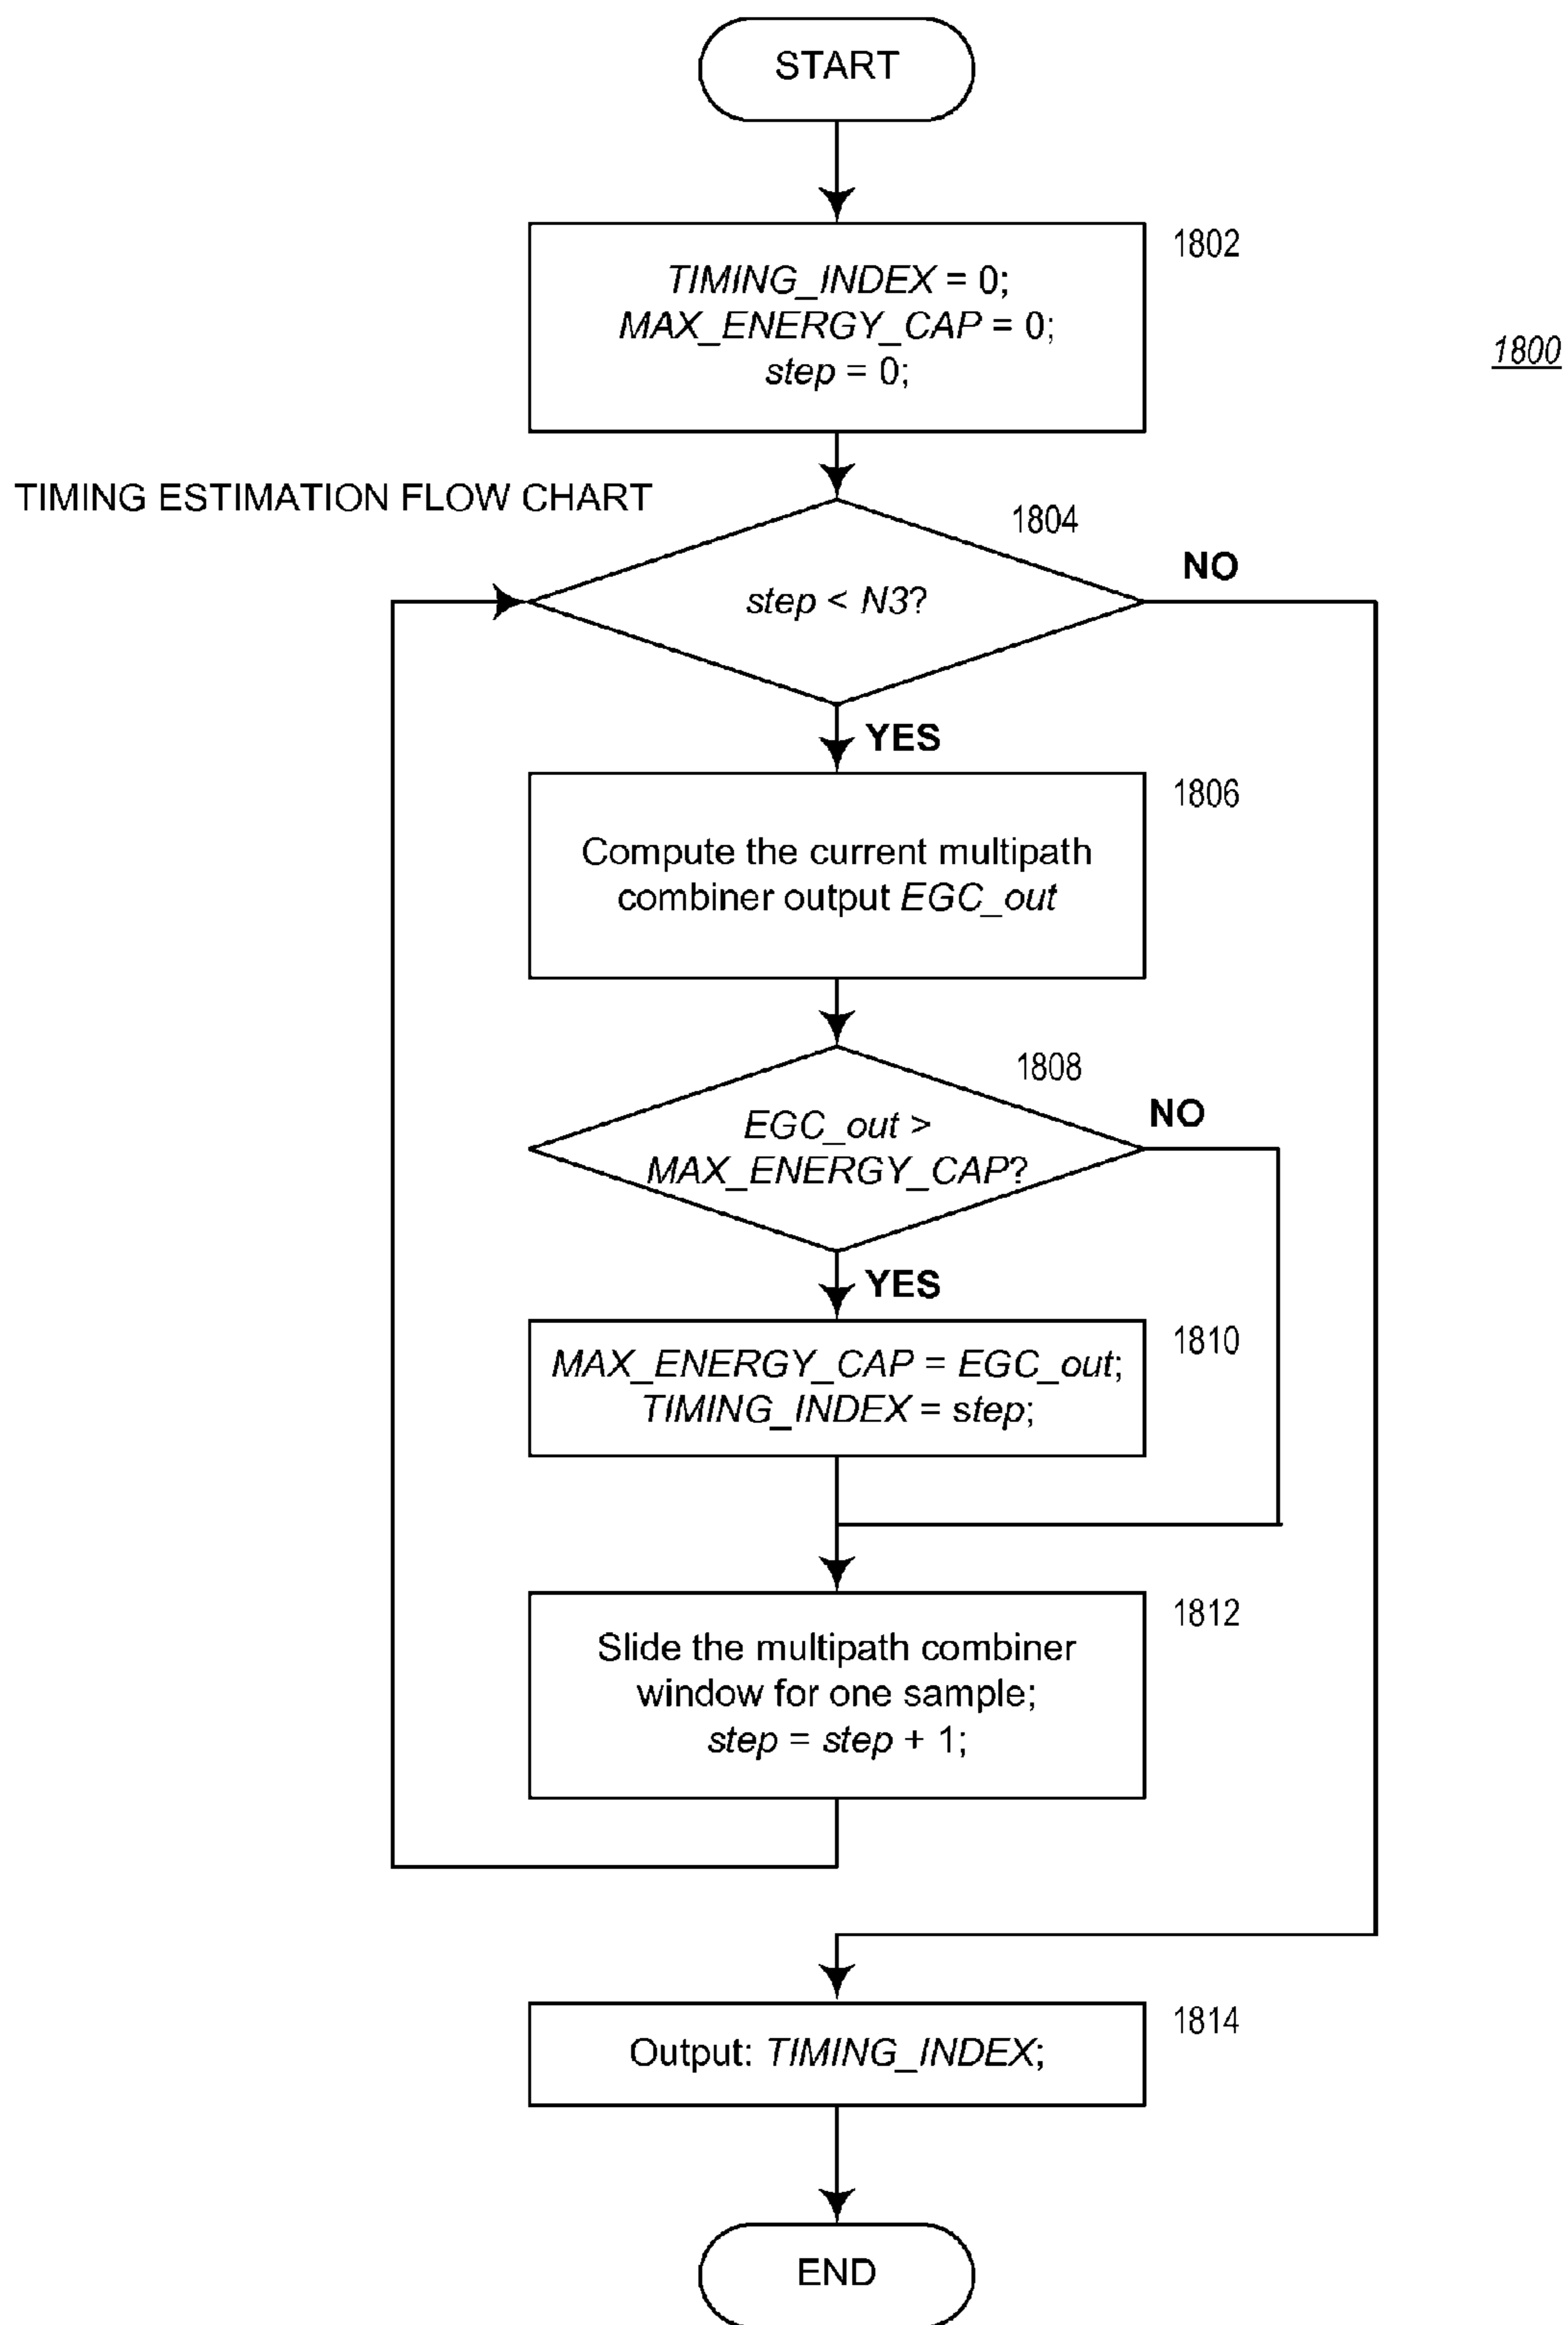 START
1802
TIMING_INDEX = 0;
MAX_ENERGY_CAP = 0;
step = 0;
1800
TIMING ESTIMATION FLOW CHART
1804
NO
step < N3?
YES
1806
Compute the current multipath
combiner output EGC_out
1808
NO
EGC_out >
MAX_ENERGY_CAP?
YES
1810
MAX_ENERGY_CAP = EGC_out;
TIMING_INDEX = step;
1812
Slide the multipath combiner
window for one sample;
step = step + 1;
1814
Output: TIMING_INDEX;
END